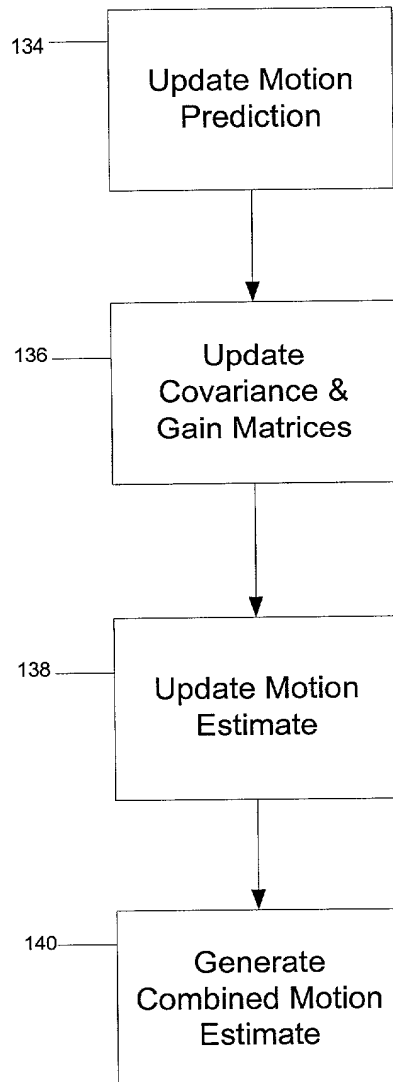 134
Update Motion
Prediction
136
Update
Covariance &
Gain Matrices
138
Update Motion
Estimate
140
Generate
Combined Motion
Estimate